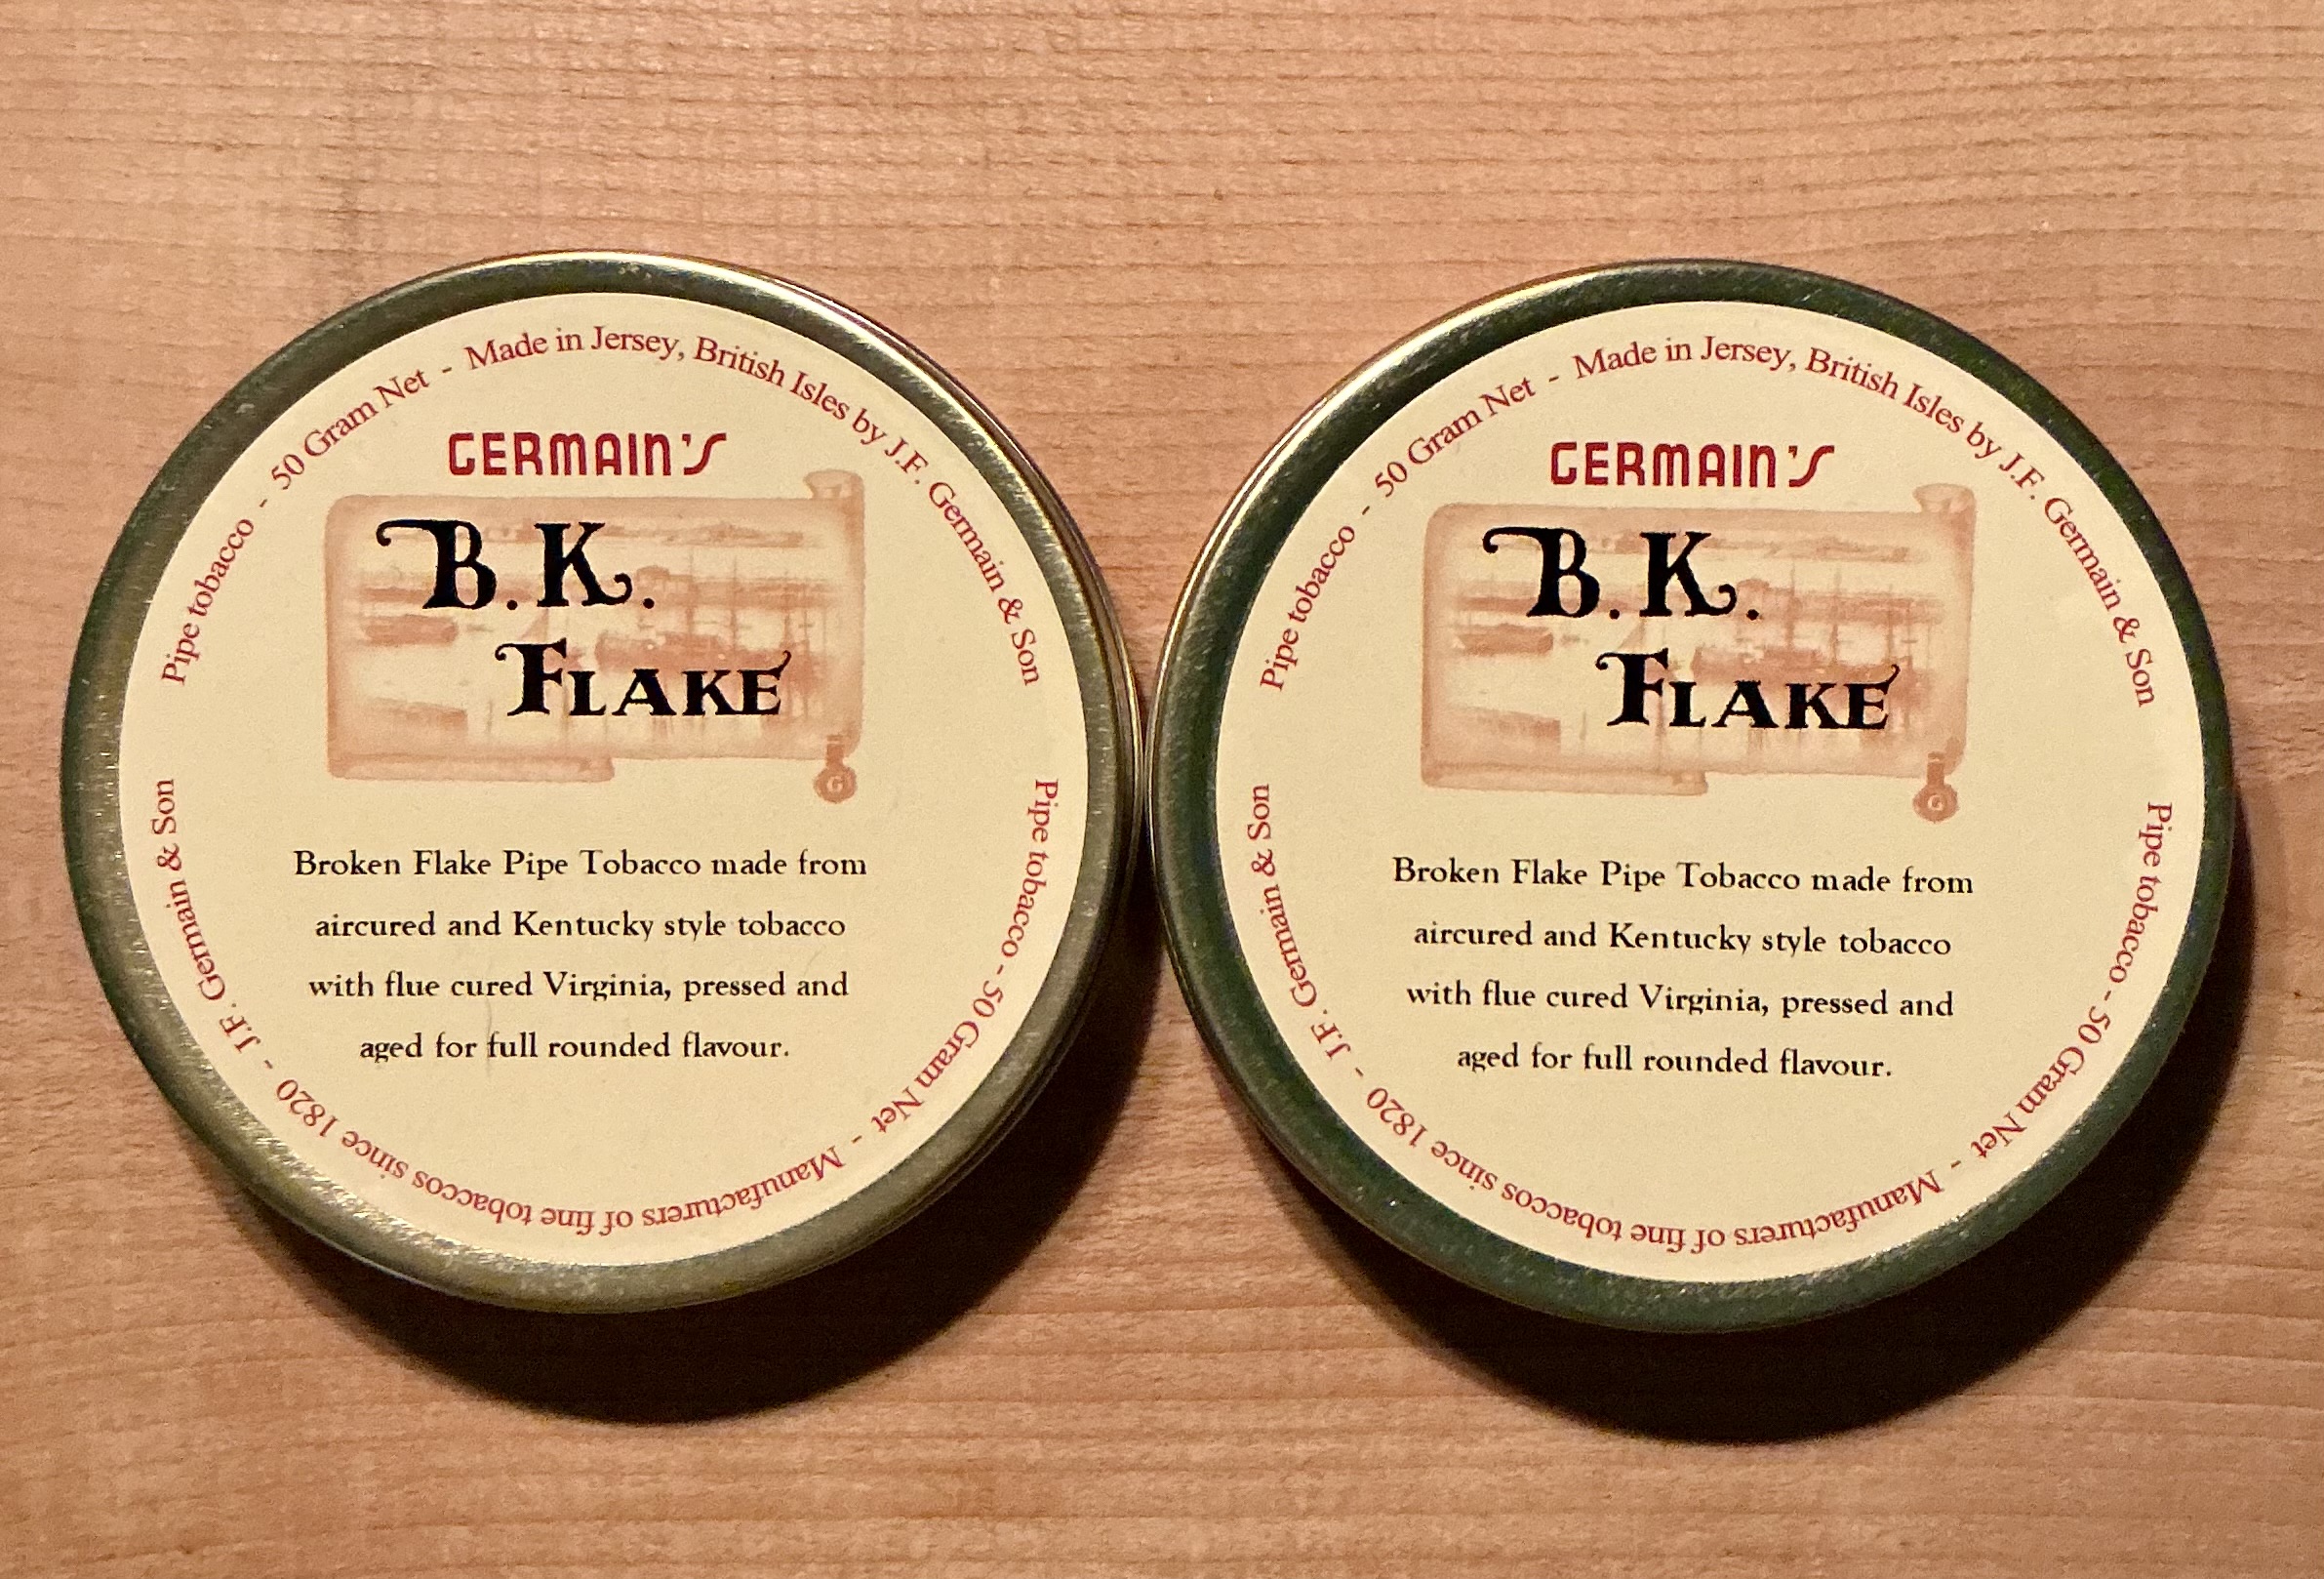 Pipe tobacco - 50 Gram Net - Made in Jersey, British Isles by J.F. Germain & Son
GERMAIN'S
B.K.
FLAKE
G
Broken Flake Pipe Tobacco made from
aircured and Kentucky style tobacco
with flue cured Virginia, pressed and
aged for full rounded flavour.
Pipe tobacco - 50 Gram Net - Manufacturers of fine tobaccos since 1820 - J.F. Germain & Son
Pipe tobacco - 50 Gram Net - Made in Jersey, British Isles by J.F. Germain & Son
GERMAIN'S
B.K.
FLAKE
G
Broken Flake Pipe Tobacco made from
aircured and Kentucky style tobacco
with flue cured Virginia, pressed and
aged for full rounded flavour.
Pipe tobacco - 50 Gram Net - Manufacturers of fine tobaccos since 1820 - J.F. Germain & Son